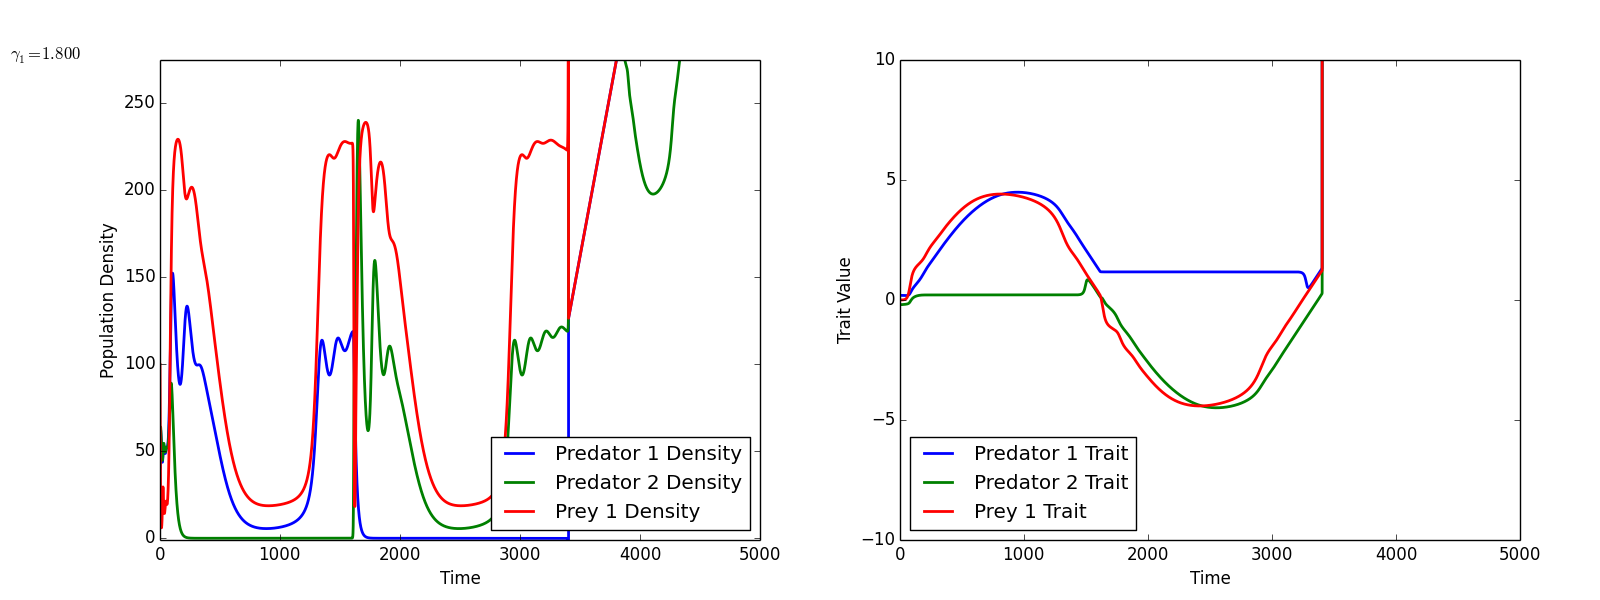 γ₁=1.800
250
200
150
100
50
0
Population Density
0 1000 2000 3000 4000 5000
Time
Predator 1 Density
Predator 2 Density
Prey 1 Density
10
5
0
−5
−10
Trait Value
0 1000 2000 3000 4000 5000
Time
Predator 1 Trait
Predator 2 Trait
Prey 1 Trait